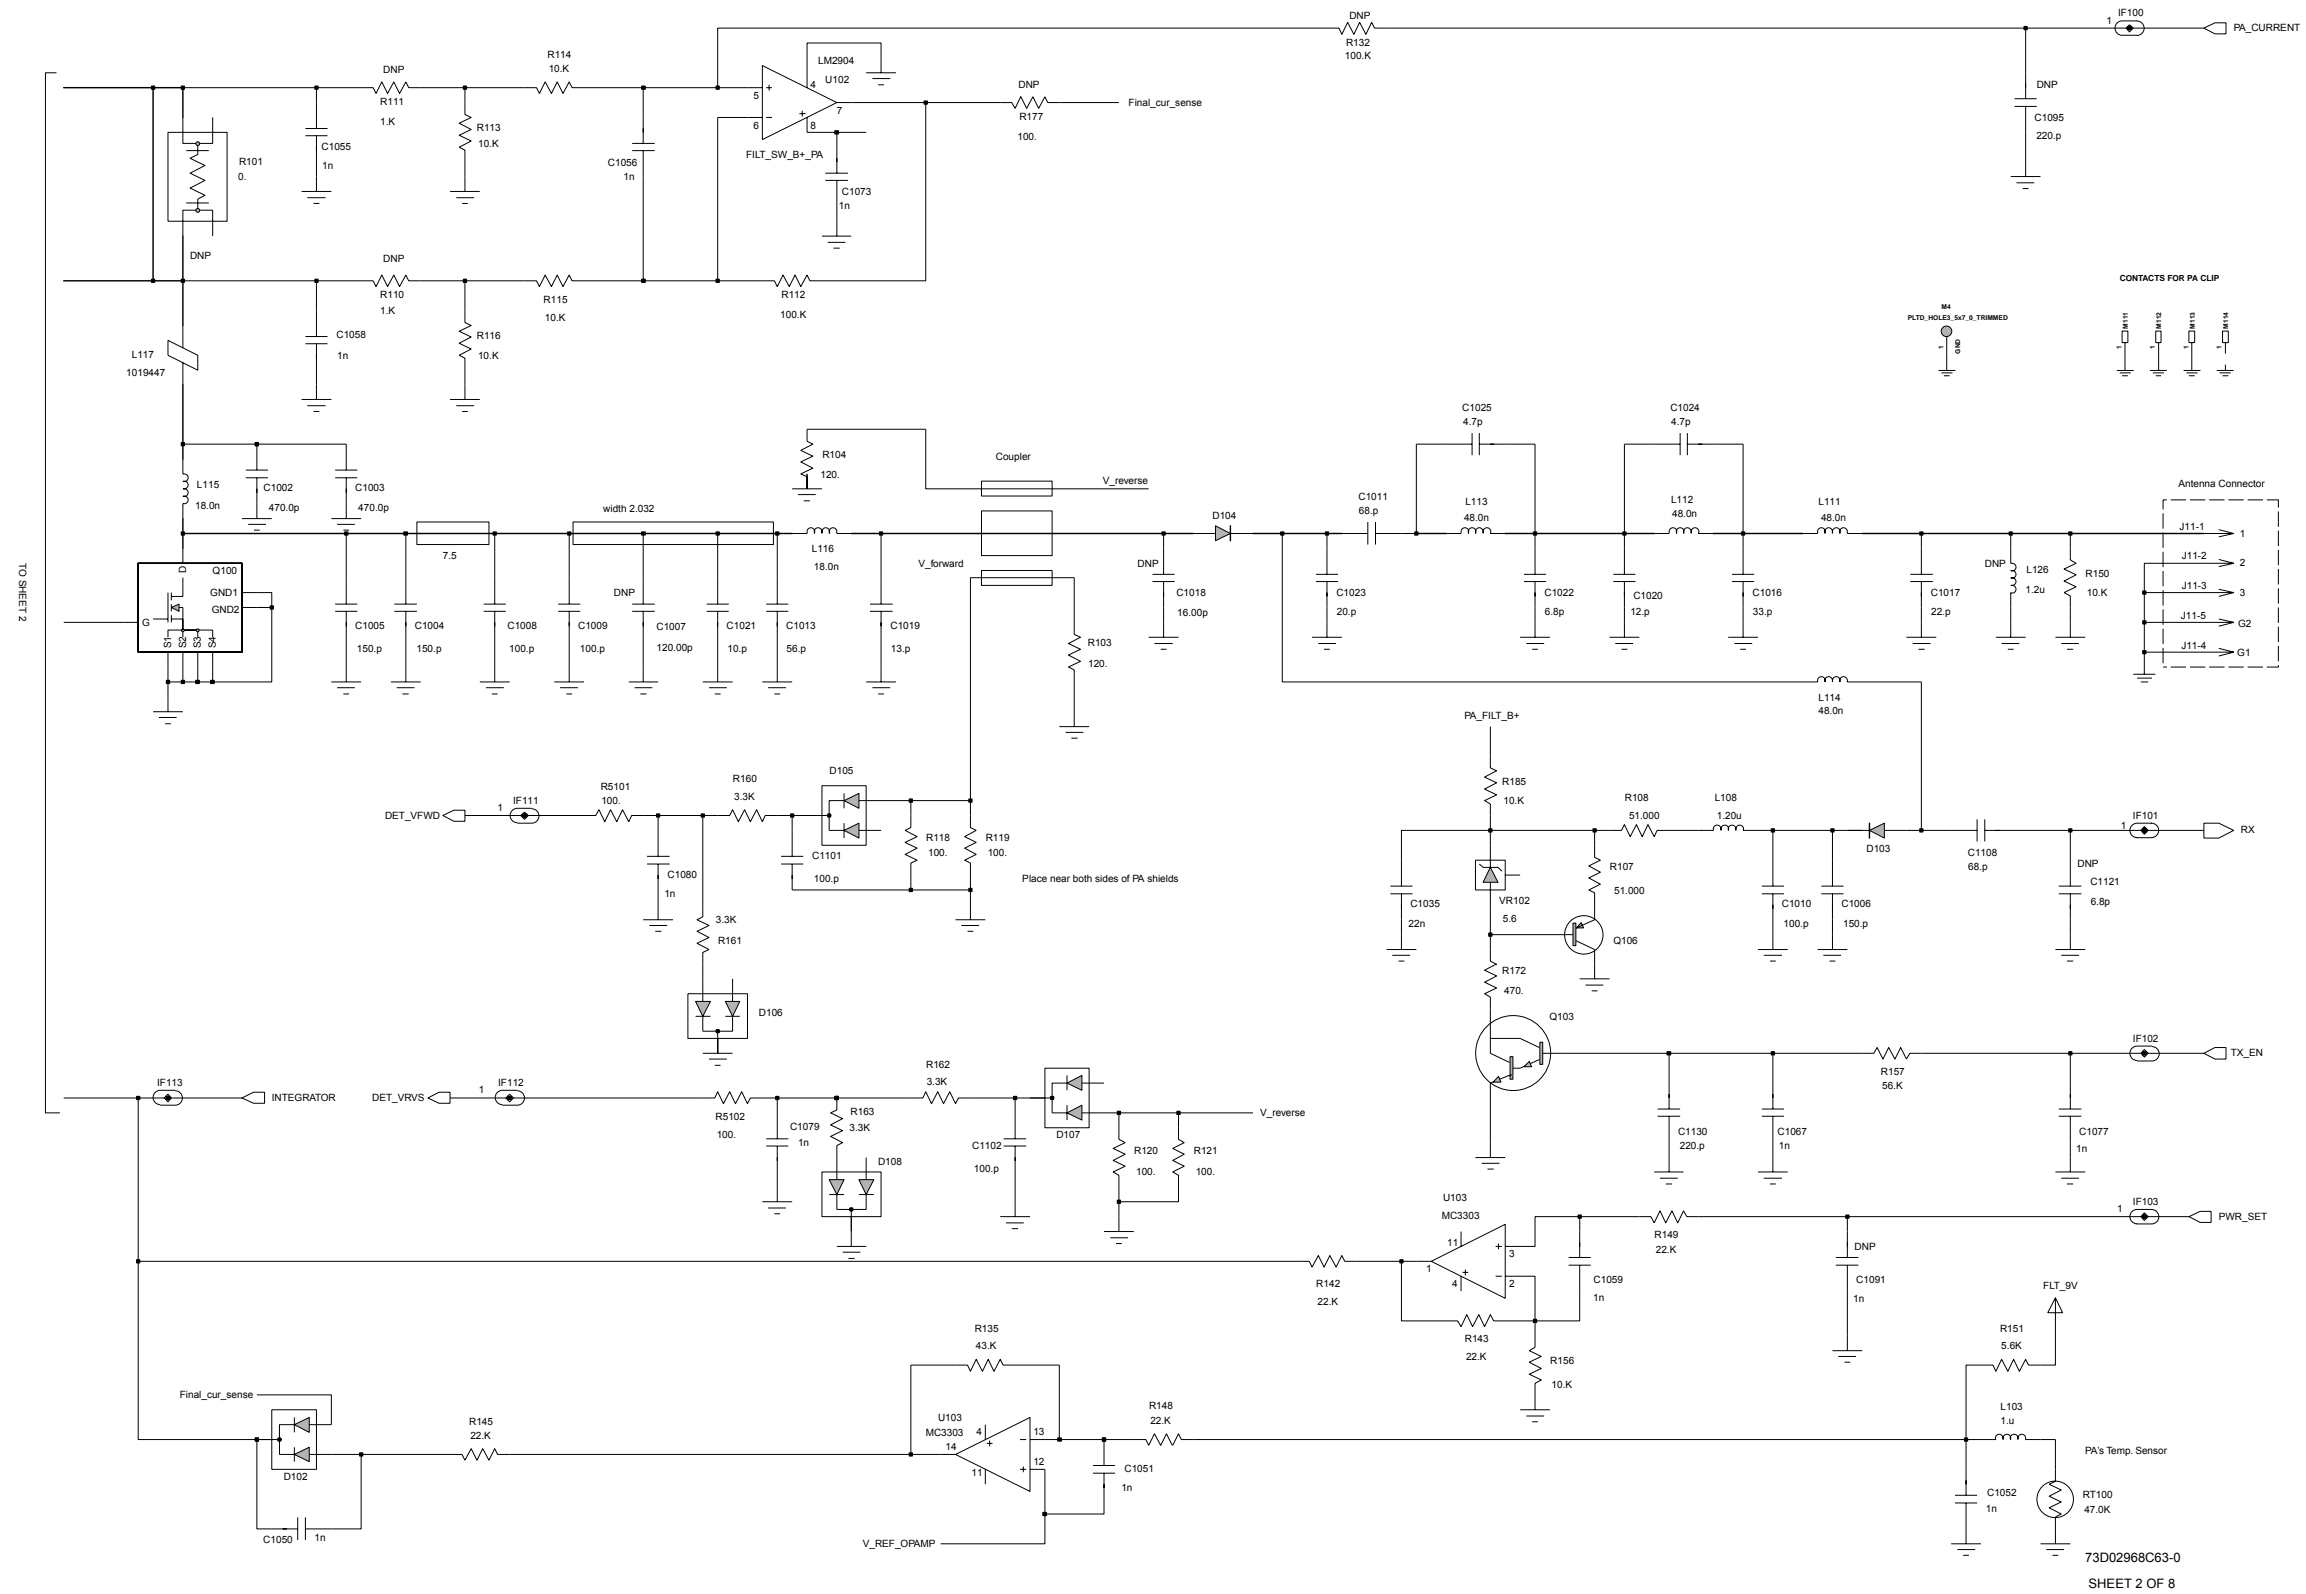 DNP
R132
100.K
1
IF100
PA_CURRENT
DNP
C1095
220.p
R114
10.K
LM2904
U102
4
5
+
6
−
7
+
8
FILT_SW_B+_PA
C1073
1n
DNP
R177
100.
Final_cur_sense
DNP
R111
1.K
R113
10.K
C1055
1n
C1056
1n
R101
0.
DNP
DNP
R110
1.K
R115
10.K
R112
100.K
C1058
1n
R116
10.K
L117
1019447
CONTACTS FOR PA CLIP
M4
PLTD_HOLE3_5x7_0_TRIMMED
1
GND
M111
1
M112
1
M113
1
M114
1
TO SHEET 2
L115
18.0n
C1002
470.0p
C1003
470.0p
R104
120.
Coupler
V_reverse
width 2.032
7.5
L116
18.0n
V_forward
D104
C1011
68.p
C1025
4.7p
L113
48.0n
C1024
4.7p
L112
48.0n
L111
48.0n
Antenna Connector
J11-1
1
J11-2
2
J11-3
3
J11-5
G2
J11-4
G1
D
Q100
GND1
GND2
G
S1
S2
S3
S4
C1005
150.p
C1004
150.p
C1008
100.p
C1009
100.p
DNP
C1007
120.00p
C1021
10.p
C1013
56.p
C1019
13.p
R103
120.
DNP
C1018
16.00p
C1023
20.p
C1022
6.8p
C1020
12.p
C1016
33.p
C1017
22.p
DNP
L126
1.2u
R150
10.K
L114
48.0n
PA_FILT_B+
R185
10.K
R108
51.000
L108
1.20u
D103
C1108
68.p
1
IF101
RX
DNP
C1121
6.8p
DET_VFWD
1
IF111
R5101
100.
R160
3.3K
D105
C1080
1n
C1101
100.p
R118
100.
R119
100.
Place near both sides of PA shields
3.3K
R161
D106
C1035
22n
VR102
5.6
R107
51.000
Q106
C1010
100.p
C1006
150.p
R172
470.
Q103
R157
56.K
IF102
TX_EN
C1130
220.p
C1067
1n
C1077
1n
IF113
INTEGRATOR
DET_VRVS
1
IF112
R5102
100.
C1079
1n
R163
3.3K
D108
R162
3.3K
C1102
100.p
D107
V_reverse
R120
100.
R121
100.
U103
MC3303
11
+
3
1
4
+
−
2
R149
22.K
1
IF103
PWR_SET
R142
22.K
C1059
1n
DNP
C1091
1n
R143
22.K
R156
10.K
FLT_9V
R151
5.6K
L103
1.u
PA's Temp. Sensor
C1052
1n
RT100
47.0K
Final_cur_sense
D102
C1050
1n
R145
22.K
R135
43.K
U103
MC3303
14
4
+
11
−
13
+
12
R148
22.K
C1051
1n
V_REF_OPAMP
73D02968C63-0
SHEET 2 OF 8